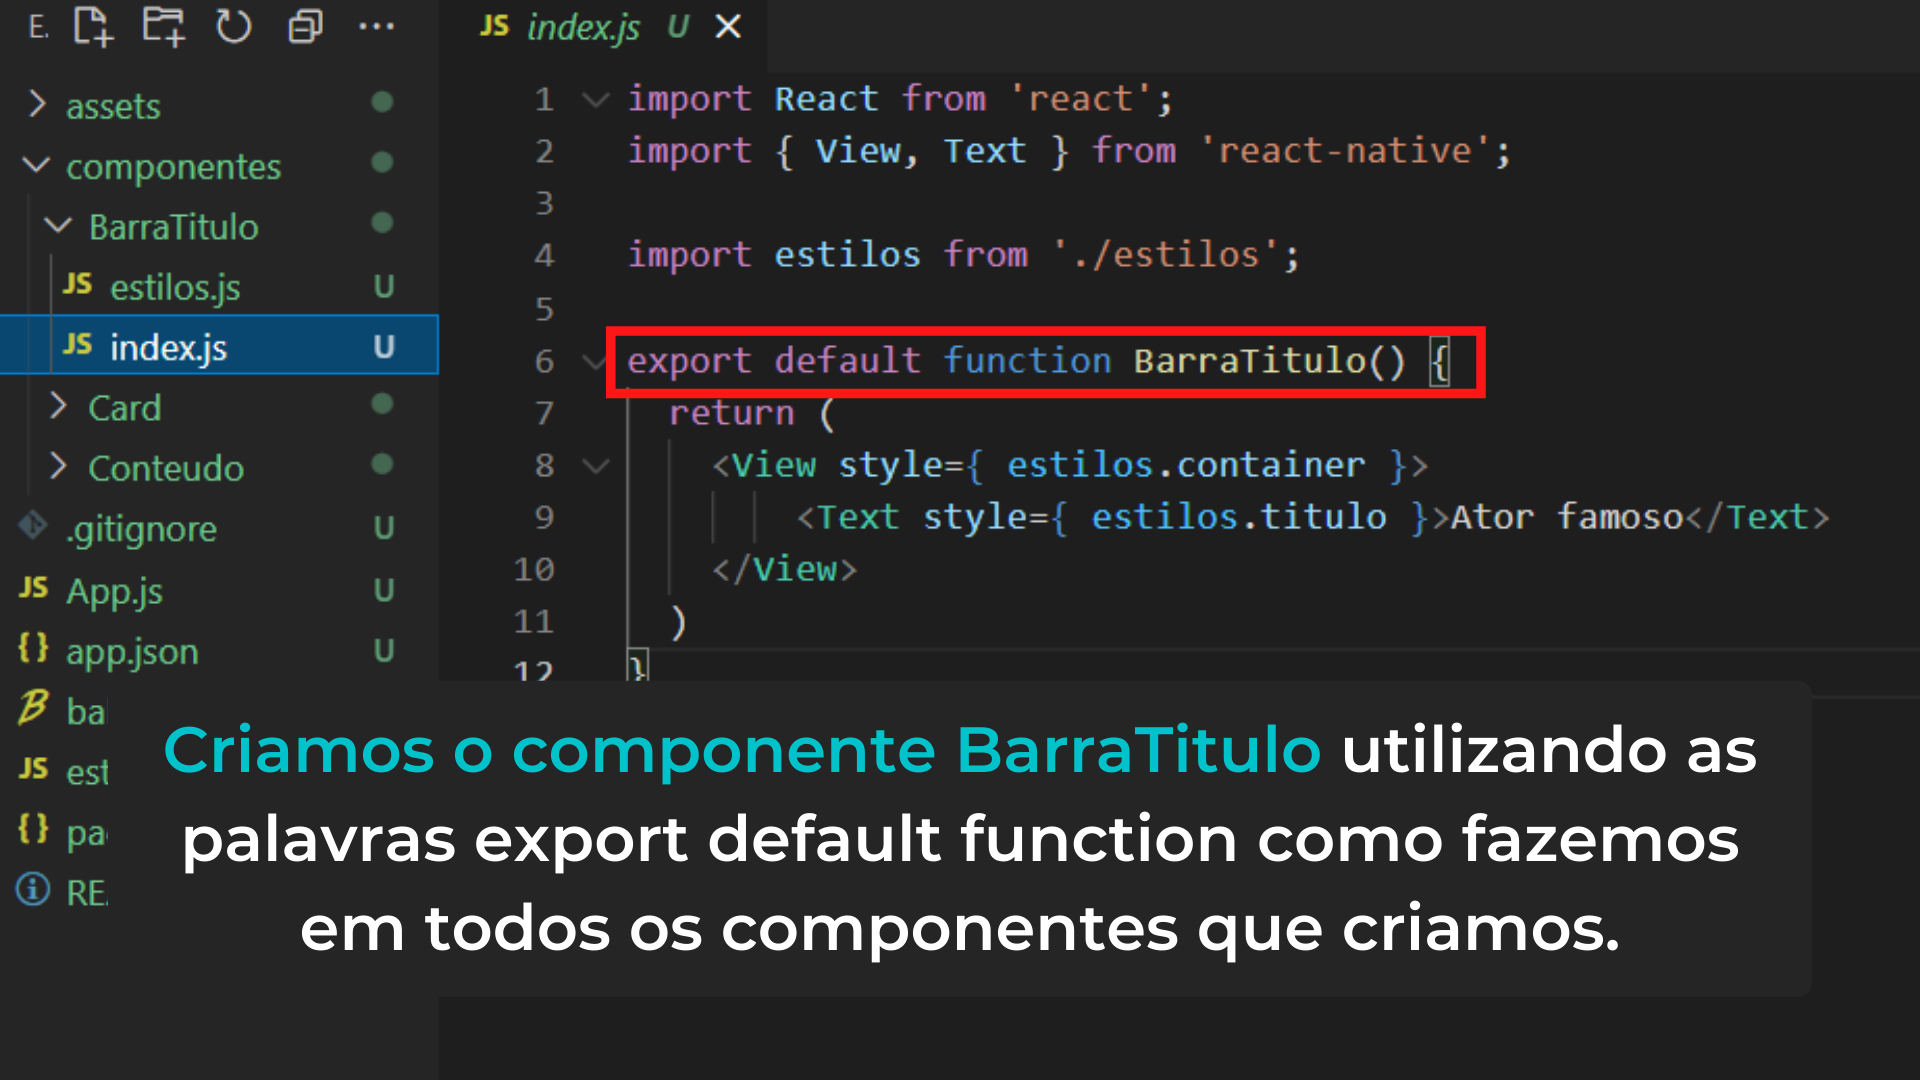 E.
JS index.js U
assets
componentes
BarraTitulo
JS estilos.js U
JS index.js U
Card
Conteudo
.gitignore U
JS App.js U
{} app.json U
ba
JS est
{} pa
RE
1 import React from 'react';
2 import { View, Text } from 'react-native';
3
4 import estilos from './estilos';
5
6 export default function BarraTitulo() {
7 return (
8 <View style={ estilos.container }>
9 <Text style={ estilos.titulo }>Ator famoso</Text>
10 </View>
11 )
12 }
Criamos o componente BarraTitulo utilizando as
palavras export default function como fazemos
em todos os componentes que criamos.